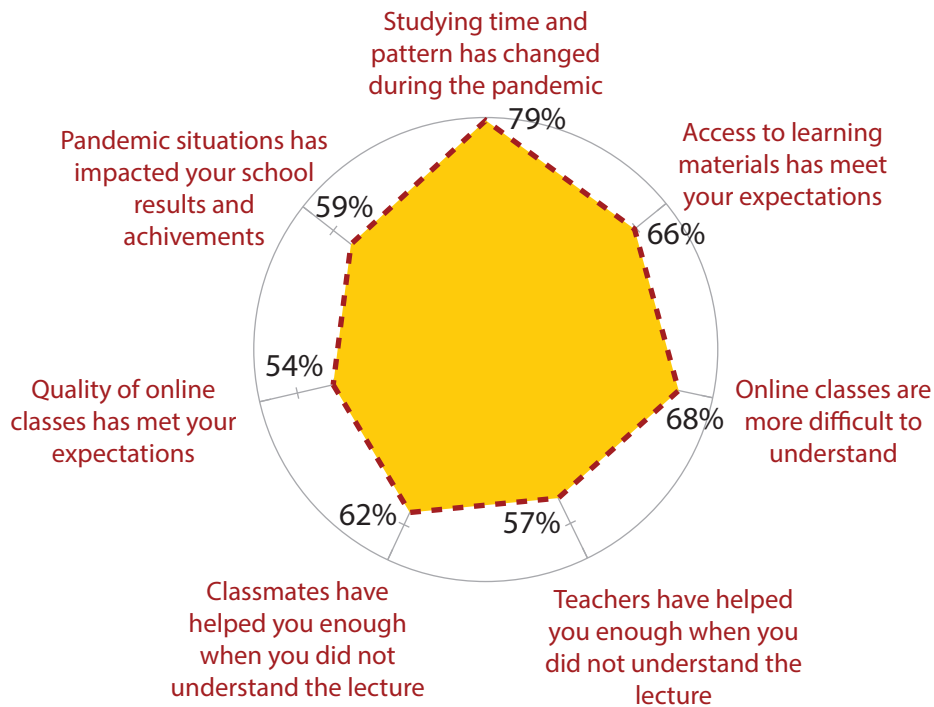 Studying time and
pattern has changed
during the pandemic
79%
Access to learning
materials has meet
your expectations
66%
Online classes are
more difficult to
understand
68%
Teachers have helped
you enough when you
did not understand the
lecture
57%
Classmates have
helped you enough
when you did not
understand the lecture
62%
Quality of online
classes has met your
expectations
54%
Pandemic situations has
impacted your school
results and
achivements
59%